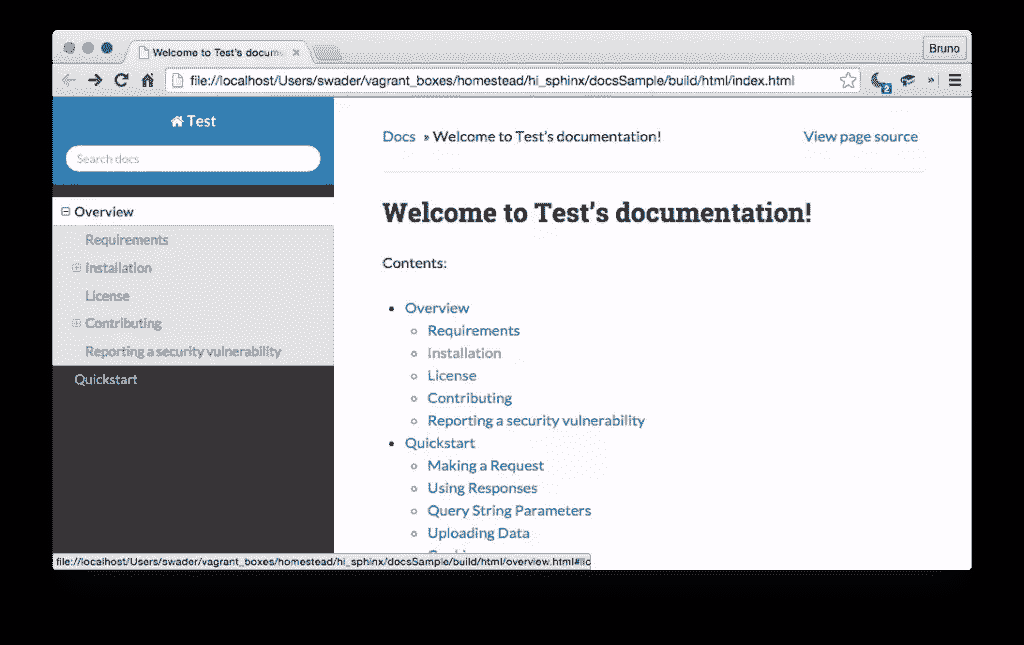 Welcome to Test's docum
Bruno
file://localhost/Users/swader/vagrant_boxes/homestead/hi_sphinx/docsSample/build/html/index.html
2
»
Test
Search docs
Overview
Requirements
Installation
License
Contributing
Reporting a security vulnerability
Quickstart
Docs » Welcome to Test's documentation!
View page source
Welcome to Test's documentation!
Contents:
Overview
Requirements
Installation
License
Contributing
Reporting a security vulnerability
Quickstart
Making a Request
Using Responses
Query String Parameters
Uploading Data
file://localhost/Users/swader/vagrant_boxes/homestead/hi_sphinx/docsSample/build/html/overview.html#lic